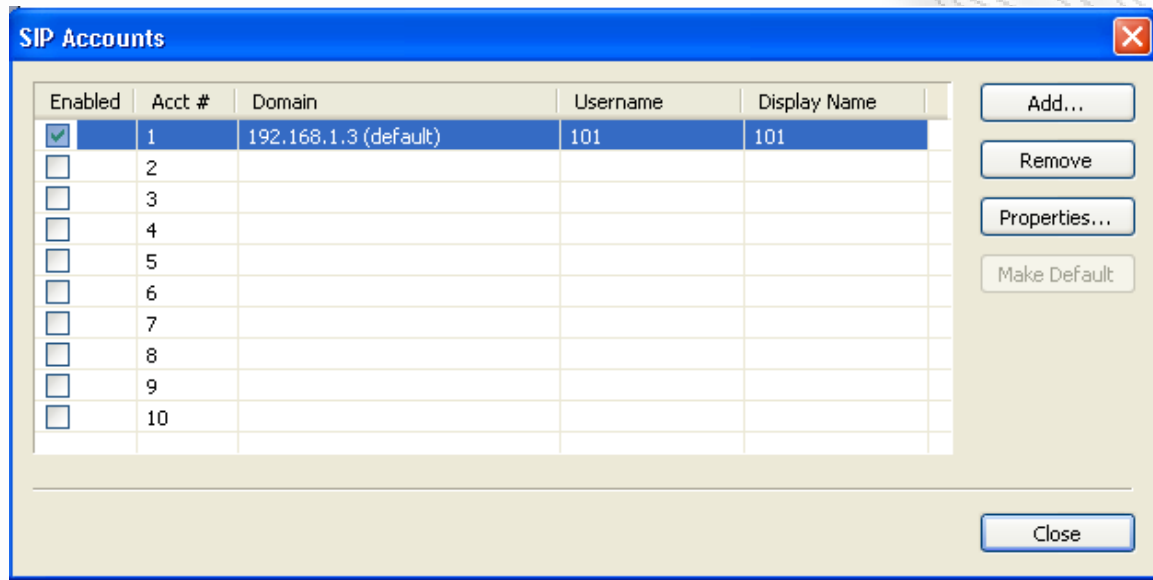 SIP Accounts
Enabled Acct # Domain Username Display Name
1 192.168.1.3 (default) 101 101
2
3
4
5
6
7
8
9
10
Add...
Remove
Properties...
Make Default
Close